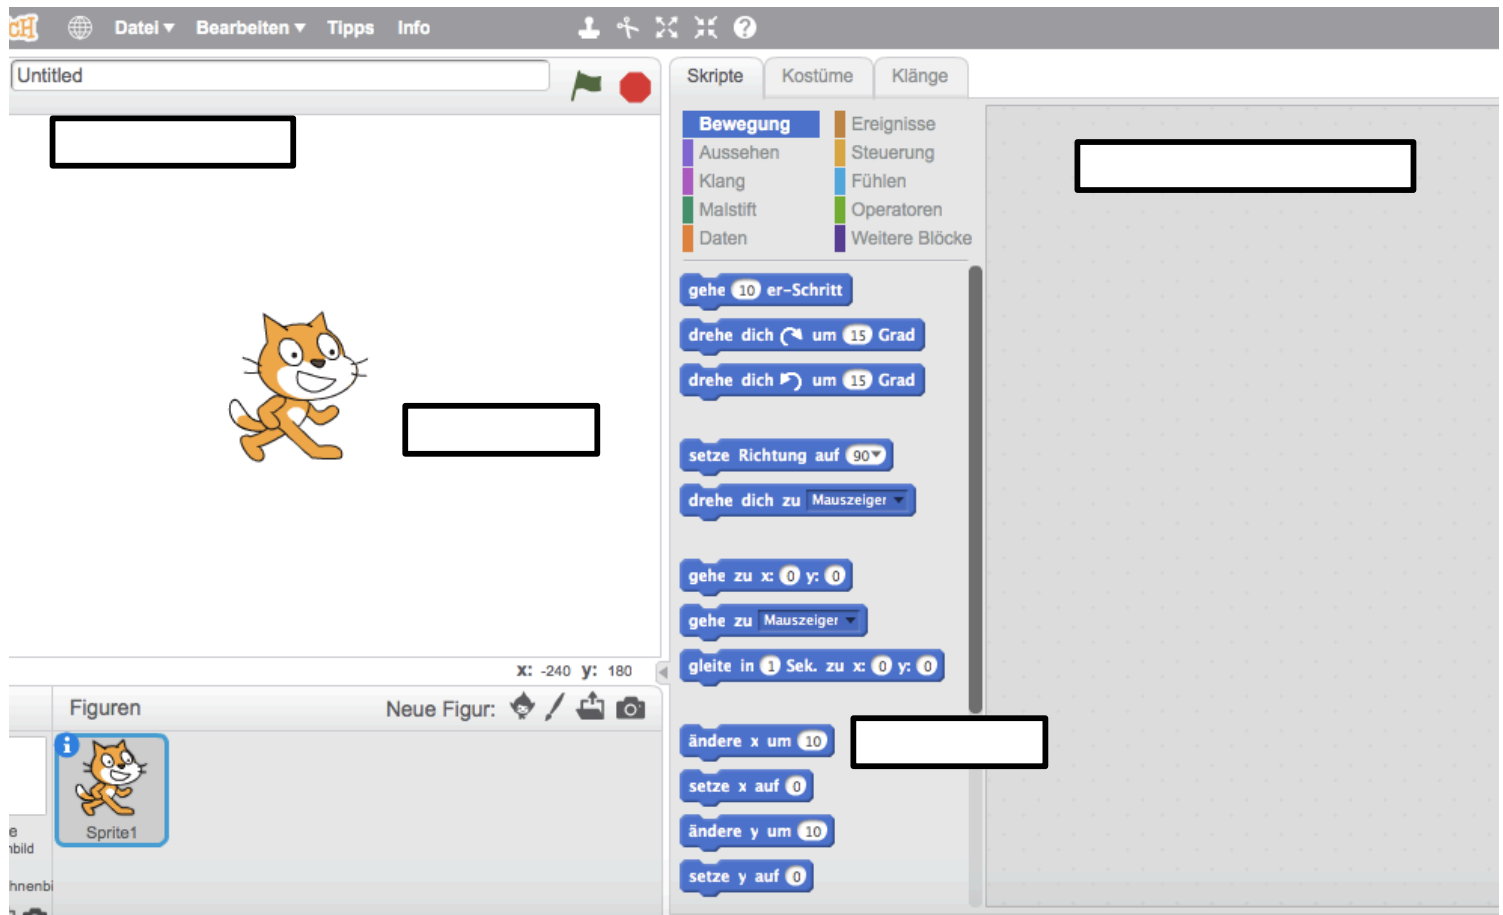 CH Datei Bearbeiten Tipps Info
Untitled
Skripte Kostüme Klänge
Bewegung Ereignisse
Aussehen Steuerung
Klang Fühlen
Malstift Operatoren
Daten Weitere Blöcke
gehe 10 er-Schritt
drehe dich um 15 Grad
drehe dich um 15 Grad
setze Richtung auf 90
drehe dich zu Mauszeiger
gehe zu x: 0 y: 0
gehe zu Mauszeiger
gleite in 1 Sek. zu x: 0 y: 0
ändere x um 10
setze x auf 0
ändere y um 10
setze y auf 0
x: -240 y: 180
Figuren Neue Figur:
Sprite1
e
nbild
hnenbi